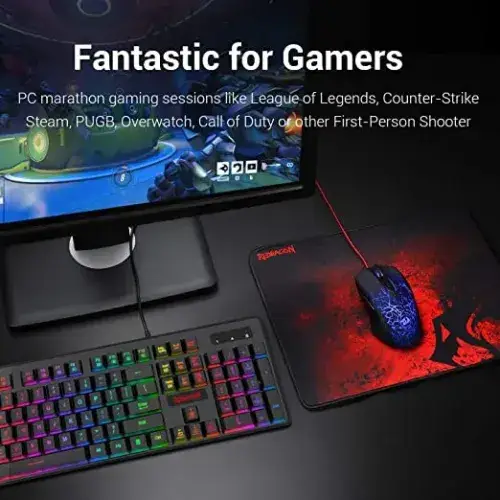 Fantastic for Gamers
PC marathon gaming sessions like League of Legends, Counter-Strike
Steam, PUGB, Overwatch, Call of Duty or other First-Person Shooter
REDRAGON